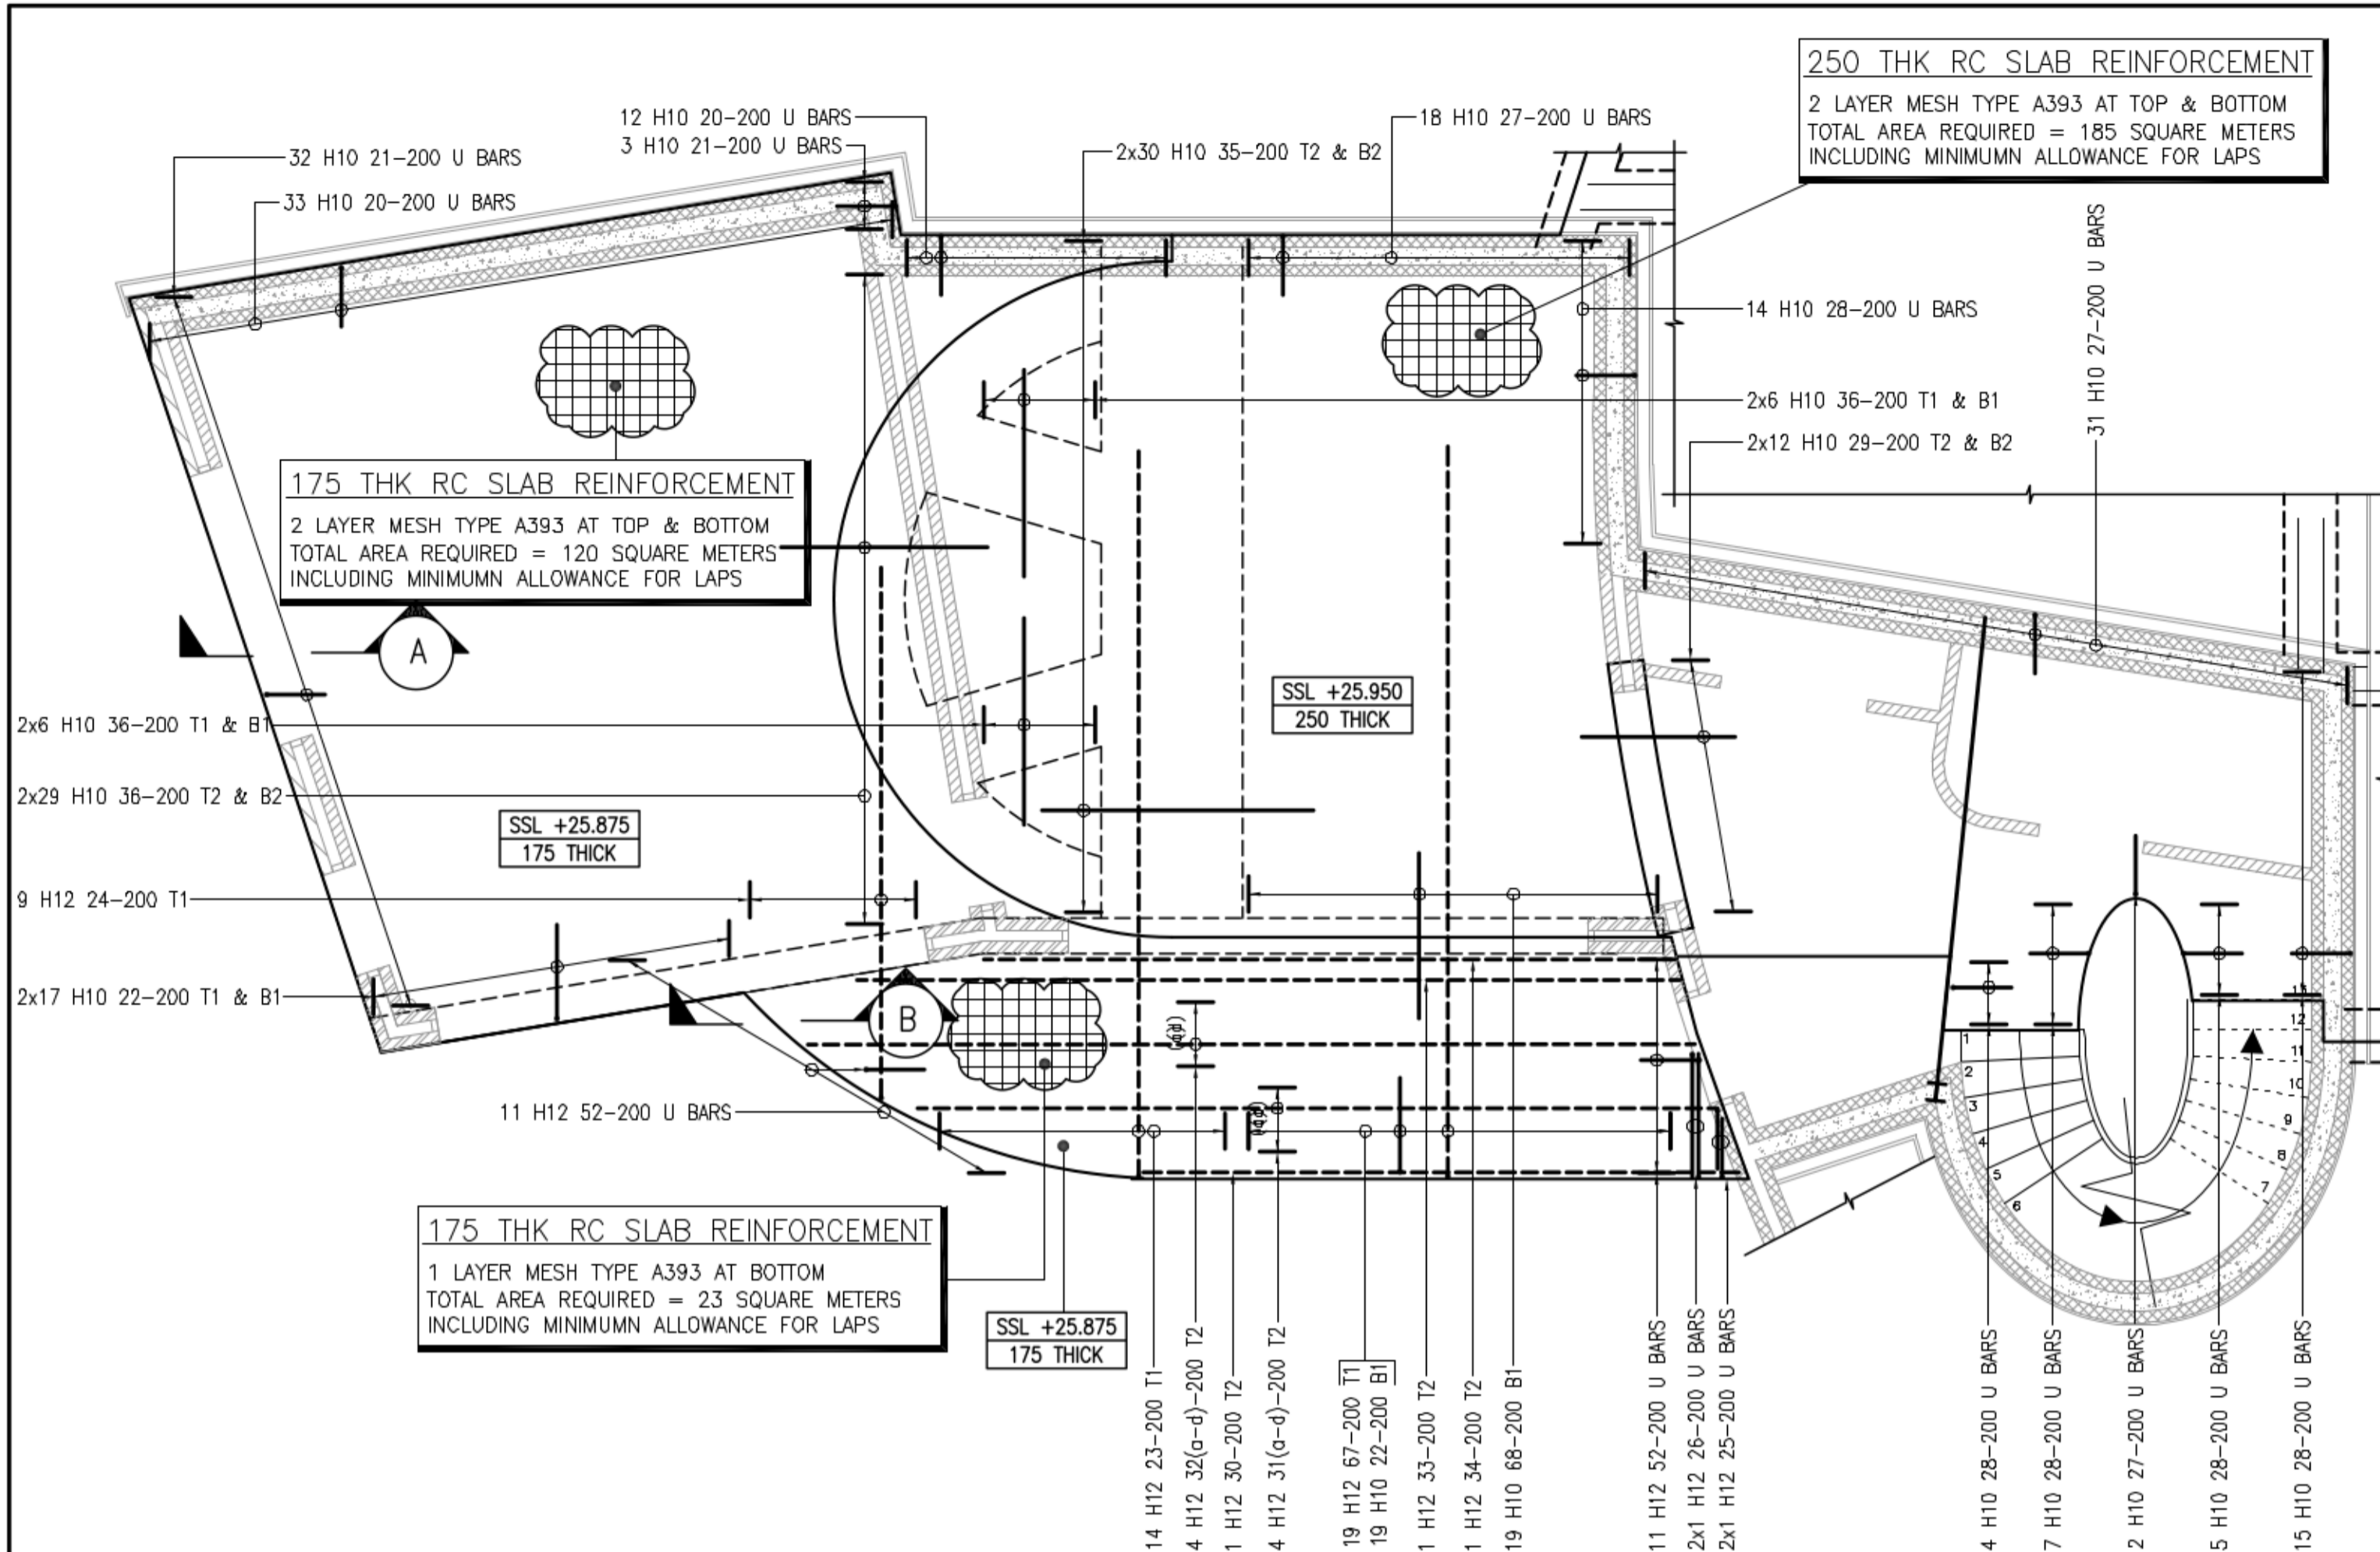 250 THK RC SLAB REINFORCEMENT
2 LAYER MESH TYPE A393 AT TOP & BOTTOM
TOTAL AREA REQUIRED = 185 SQUARE METERS
INCLUDING MINIMUMN ALLOWANCE FOR LAPS
12 H10 20-200 U BARS
3 H10 21-200 U BARS
18 H10 27-200 U BARS
32 H10 21-200 U BARS
2x30 H10 35-200 T2 & B2
33 H10 20-200 U BARS
31 H10 27-200 U BARS
14 H10 28-200 U BARS
2x6 H10 36-200 T1 & B1
2x12 H10 29-200 T2 & B2
175 THK RC SLAB REINFORCEMENT
2 LAYER MESH TYPE A393 AT TOP & BOTTOM
TOTAL AREA REQUIRED = 120 SQUARE METERS
INCLUDING MINIMUMN ALLOWANCE FOR LAPS
A
SSL +25.950
250 THICK
2x6 H10 36-200 T1 & B1
2x29 H10 36-200 T2 & B2
SSL +25.875
175 THICK
9 H12 24-200 T1
2x17 H10 22-200 T1 & B1
B
11 H12 52-200 U BARS
1
2
3
4
5
6
7
8
9
10
11
12
13
175 THK RC SLAB REINFORCEMENT
1 LAYER MESH TYPE A393 AT BOTTOM
TOTAL AREA REQUIRED = 23 SQUARE METERS
INCLUDING MINIMUMN ALLOWANCE FOR LAPS
SSL +25.875
175 THICK
14 H12 23-200 T1
4 H12 32(a-d)-200 T2
1 H12 30-200 T2
4 H12 31(a-d)-200 T2
19 H12 67-200 T1
19 H10 22-200 B1
1 H12 33-200 T2
1 H12 34-200 T2
19 H10 68-200 B1
11 H12 52-200 U BARS
2x1 H12 26-200 U BARS
2x1 H12 25-200 U BARS
4 H10 28-200 U BARS
7 H10 28-200 U BARS
2 H10 27-200 U BARS
5 H10 28-200 U BARS
15 H10 28-200 U BARS